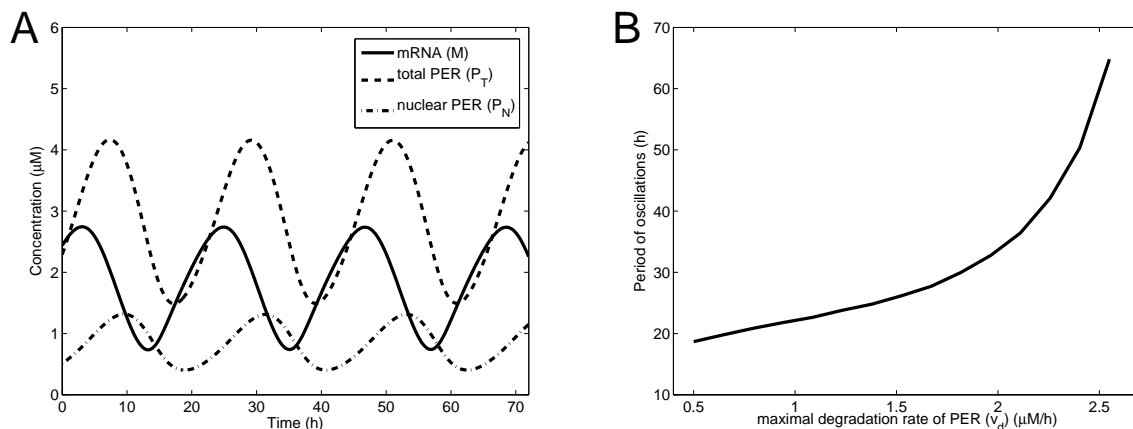 A
6
5
4
3
2
1
0
Concentration (μM)
0 10 20 30 40 50 60 70
Time (h)
mRNA (M)
total PER (P_T)
nuclear PER (P_N)
B
70
60
50
40
30
20
10
Period of oscillations (h)
0.5 1 1.5 2 2.5
maximal degradation rate of PER (v_d) (μM/h)